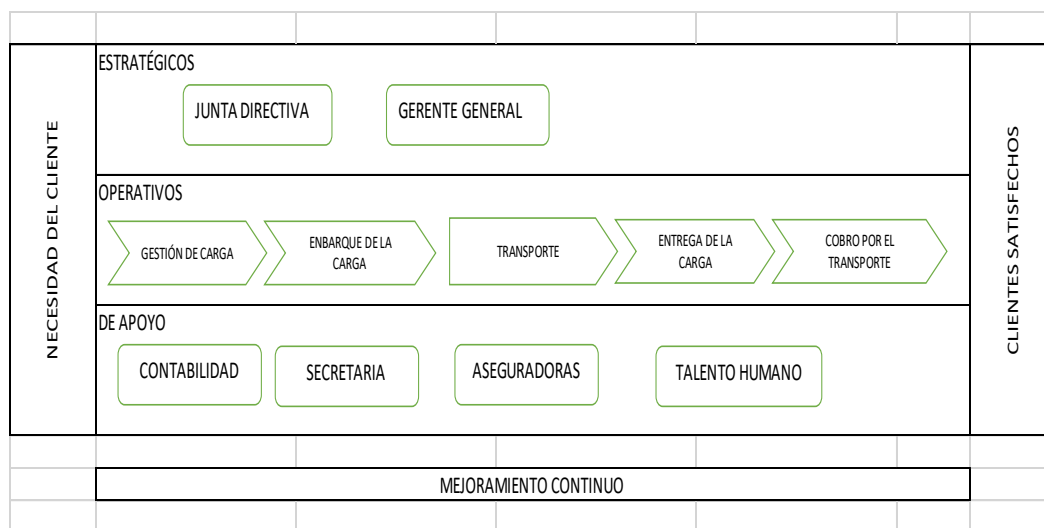 NECESIDAD DEL CLIENTE
ESTRATÉGICOS
JUNTA DIRECTIVA
GERENTE GENERAL
OPERATIVOS
GESTIÓN DE CARGA
ENBARQUE DE LA
CARGA
TRANSPORTE
ENTREGA DE LA
CARGA
COBRO POR EL
TRANSPORTE
DE APOYO
CONTABILIDAD
SECRETARIA
ASEGURADORAS
TALENTO HUMANO
CLIENTES SATISFECHOS
MEJORAMIENTO CONTINUO